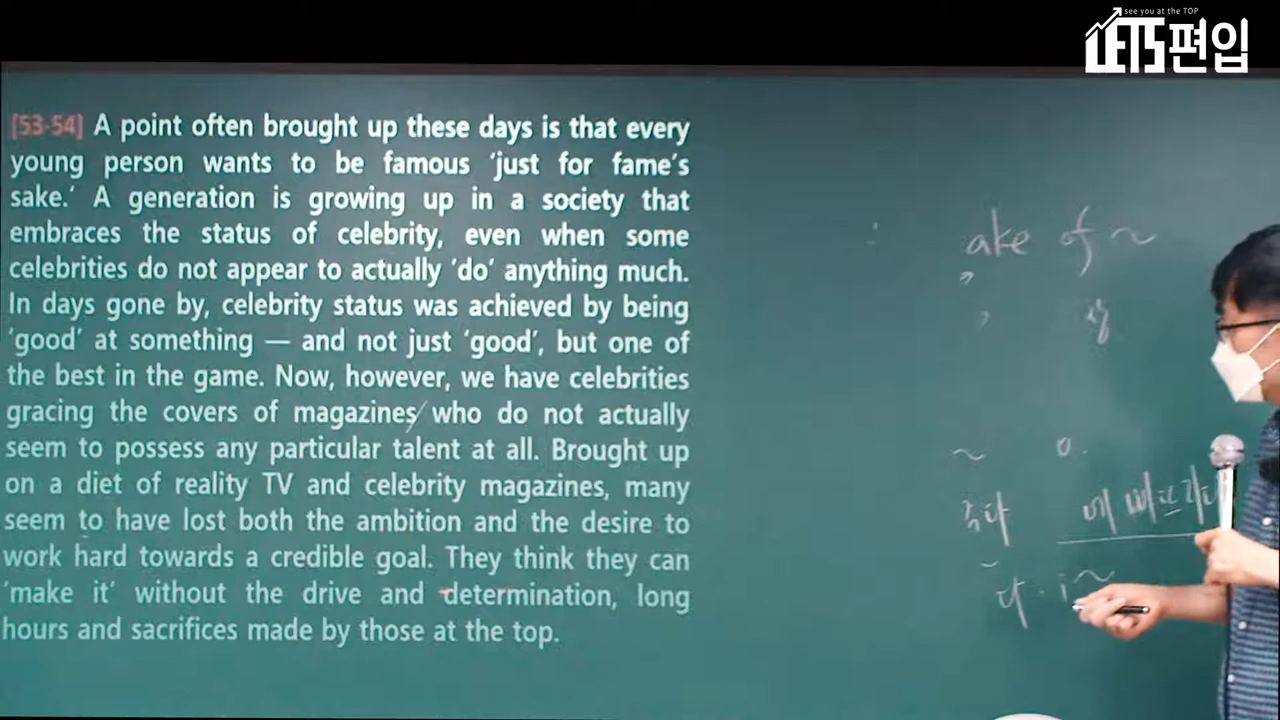 see you at the TOP
LETS편입
[53-54] A point often brought up these days is that every
young person wants to be famous 'just for fame's
sake.' A generation is growing up in a society that
embraces the status of celebrity, even when some
celebrities do not appear to actually 'do' anything much.
In days gone by, celebrity status was achieved by being
'good' at something — and not just 'good', but one of
the best in the game. Now, however, we have celebrities
gracing the covers of magazines who do not actually
seem to possess any particular talent at all. Brought up
on a diet of reality TV and celebrity magazines, many
seem to have lost both the ambition and the desire to
work hard towards a credible goal. They think they can
'make it' without the drive and determination, long
hours and sacrifices made by those at the top.
ake of ~